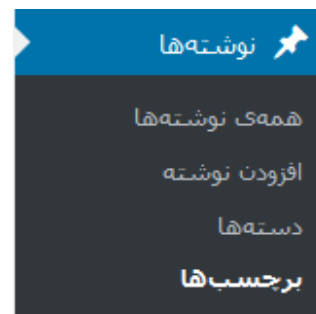 نوشته‌ها
همه‌ی نوشته‌ها
افزودن نوشته
دسته‌ها
برچسب‌ها